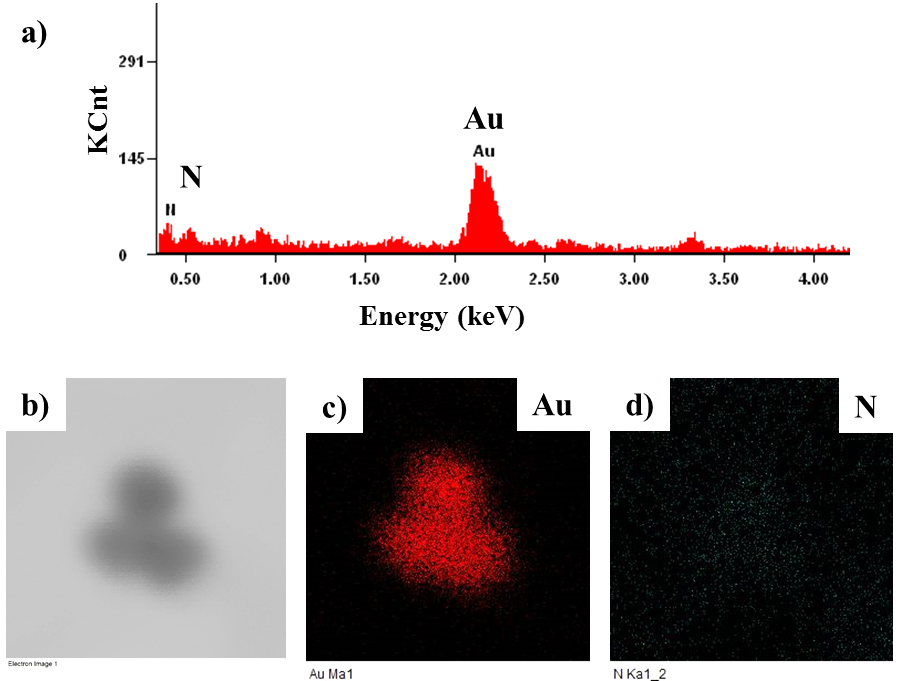 a)
KCnt
291
145
0
N
N
Au
Au
0.50 1.00 1.50 2.00 2.50 3.00 3.50 4.00
Energy (keV)
b)
c) Au
d) N
Electron Image 1
Au Ma1
N Ka1_2